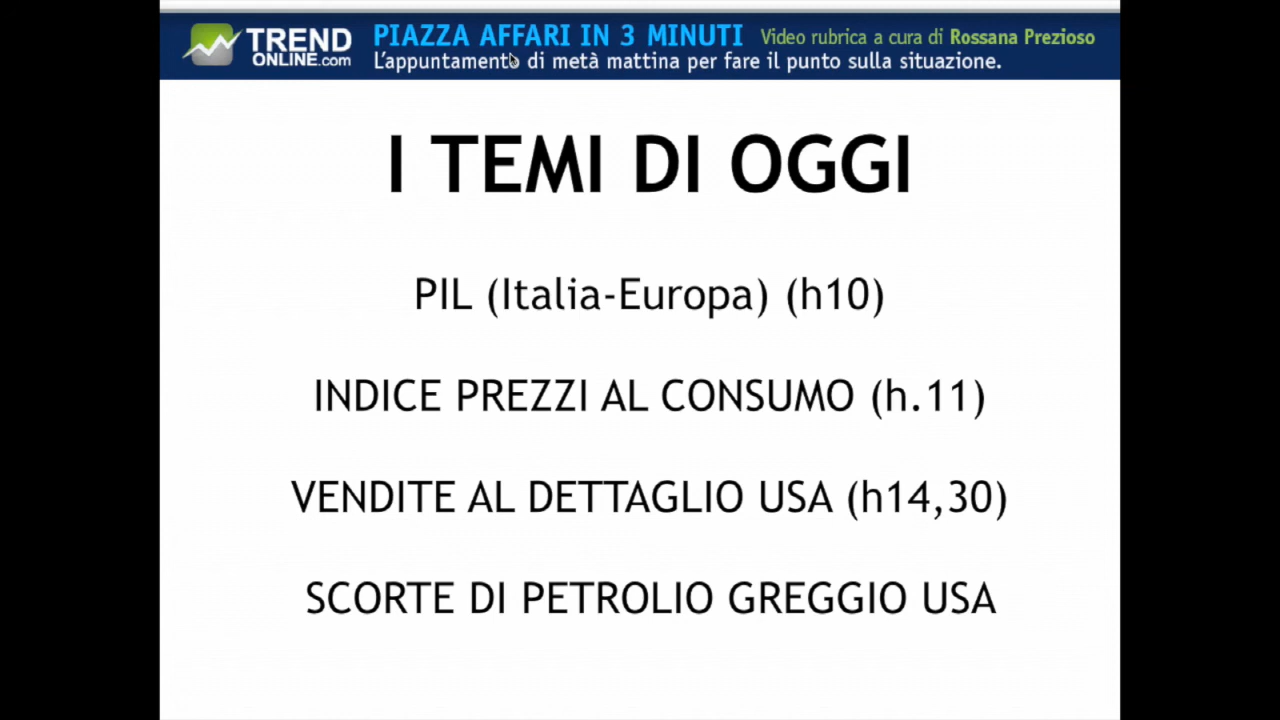 TREND
ONLINE.com
PIAZZA AFFARI IN 3 MINUTI Video rubrica a cura di Rossana Prezioso
L'appuntamento di metà mattina per fare il punto sulla situazione.
I TEMI DI OGGI
PIL (Italia-Europa) (h10)
INDICE PREZZI AL CONSUMO (h.11)
VENDITE AL DETTAGLIO USA (h14,30)
SCORTE DI PETROLIO GREGGIO USA